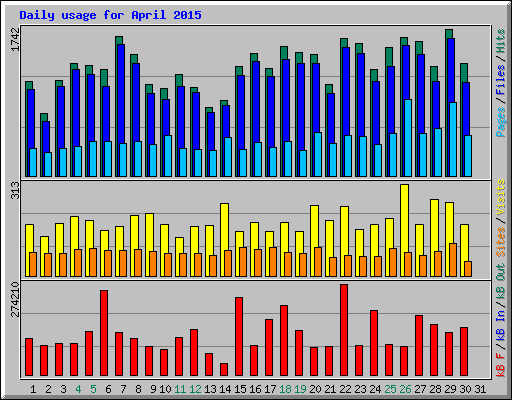 Daily usage for April 2015
1742
Pages / Files / Hits
313
Sites / Visits
274210
kB F / kB In / kB Out
1 2 3 4 5 6 7 8 9 10 11 12 13 14 15 16 17 18 19 20 21 22 23 24 25 26 27 28 29 30 31